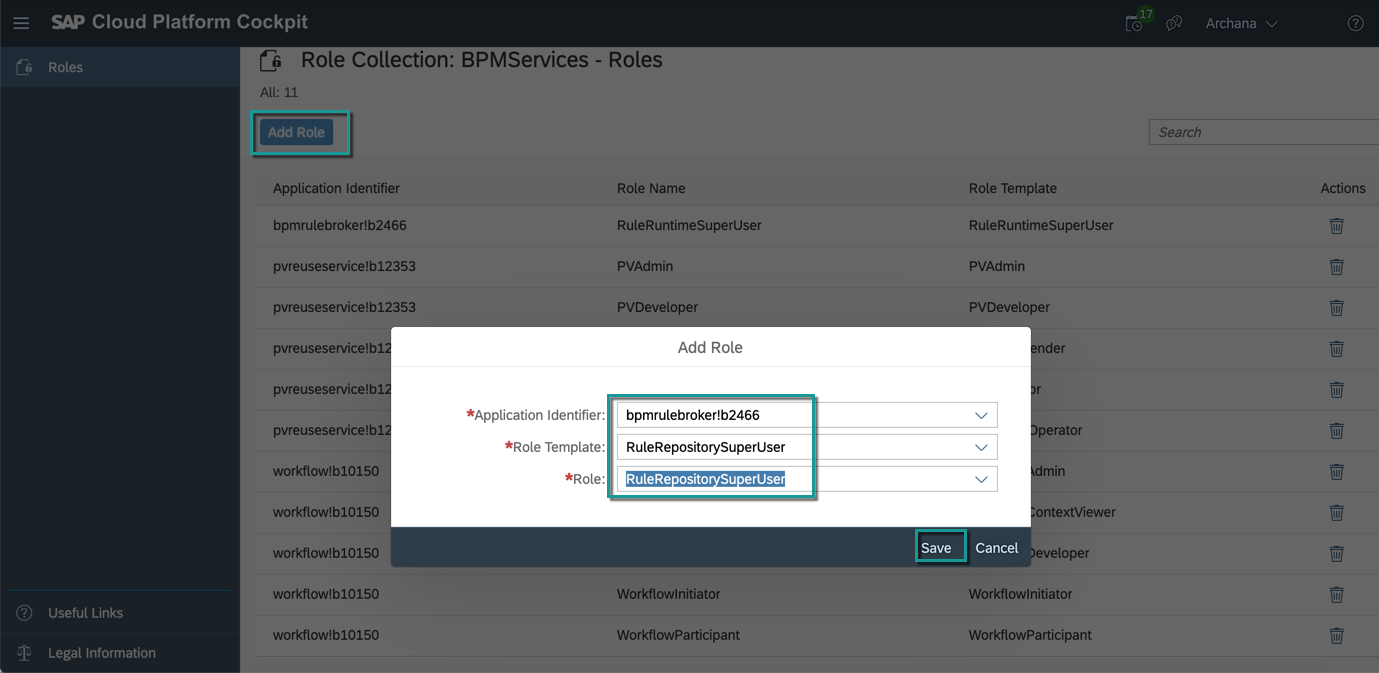 SAP Cloud Platform Cockpit
17
Archana
Roles
Role Collection: BPMServices - Roles
All: 11
Add Role
Search
Application Identifier Role Name Role Template Actions
bpmrulebroker!b2466 RuleRuntimeSuperUser RuleRuntimeSuperUser
pvreuseservice!b12353 PVAdmin PVAdmin
pvreuseservice!b12353 PVDeveloper PVDeveloper
pvreuseservice!b12 ender
pvreuseservice!b12 or
pvreuseservice!b12 Operator
workflow!b10150 dmin
workflow!b10150 ContextViewer
workflow!b10150 Developer
workflow!b10150 WorkflowInitiator WorkflowInitiator
workflow!b10150 WorkflowParticipant WorkflowParticipant
Add Role
*Application Identifier: bpmrulebroker!b2466
*Role Template: RuleRepositorySuperUser
*Role: RuleRepositorySuperUser
Save Cancel
Useful Links
Legal Information